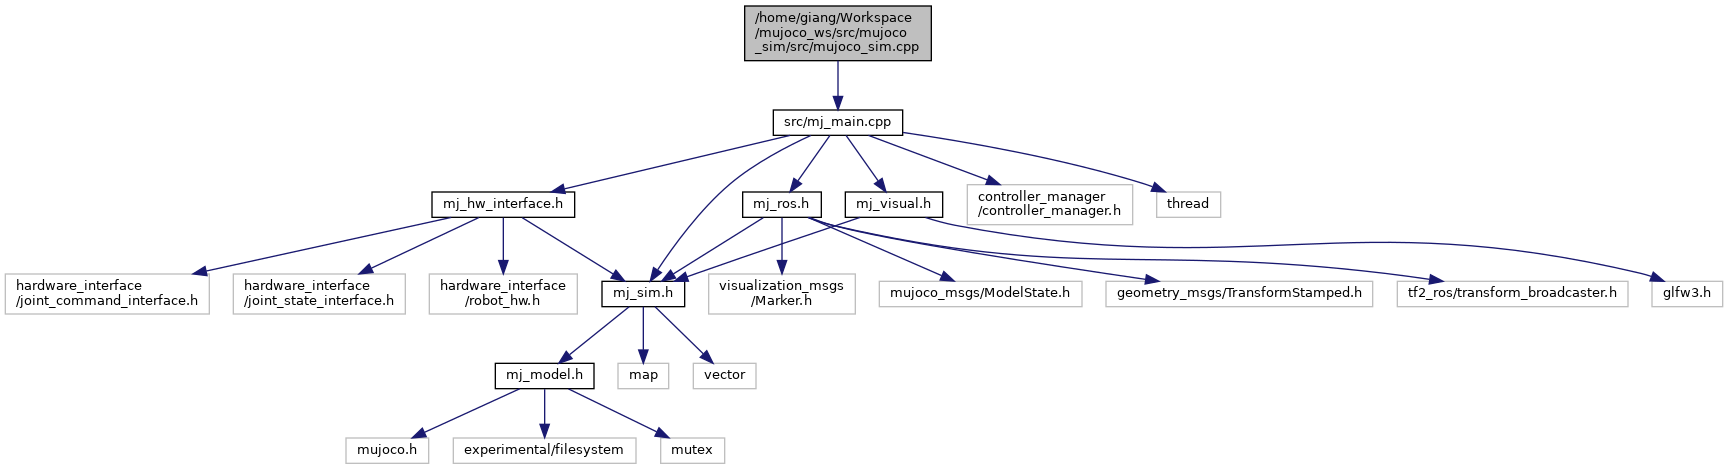 /home/giang/Workspace
/mujoco_ws/src/mujoco
_sim/src/mujoco_sim.cpp
src/mj_main.cpp
mj_hw_interface.h
mj_ros.h
mj_visual.h
controller_manager
/controller_manager.h
thread
hardware_interface
/joint_command_interface.h
hardware_interface
/joint_state_interface.h
hardware_interface
/robot_hw.h
mj_sim.h
visualization_msgs
/Marker.h
mujoco_msgs/ModelState.h
geometry_msgs/TransformStamped.h
tf2_ros/transform_broadcaster.h
glfw3.h
mj_model.h
map
vector
mujoco.h
experimental/filesystem
mutex